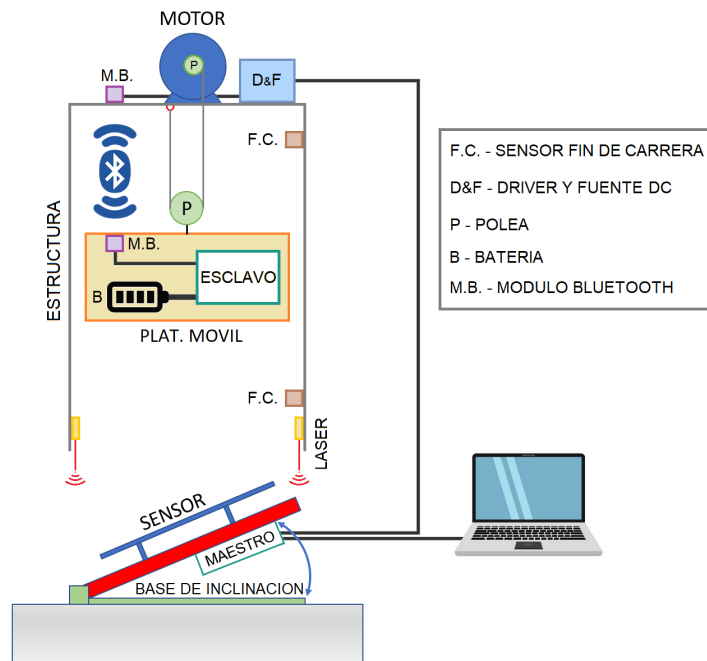 MOTOR
M.B.
P
D&F
F.C.
ESTRUCTURA
P
M.B.
ESCLAVO
B
PLAT. MOVIL
F.C.
LASER
SENSOR
MAESTRO
BASE DE INCLINACION
F.C. - SENSOR FIN DE CARRERA
D&F - DRIVER Y FUENTE DC
P - POLEA
B - BATERIA
M.B. - MODULO BLUETOOTH